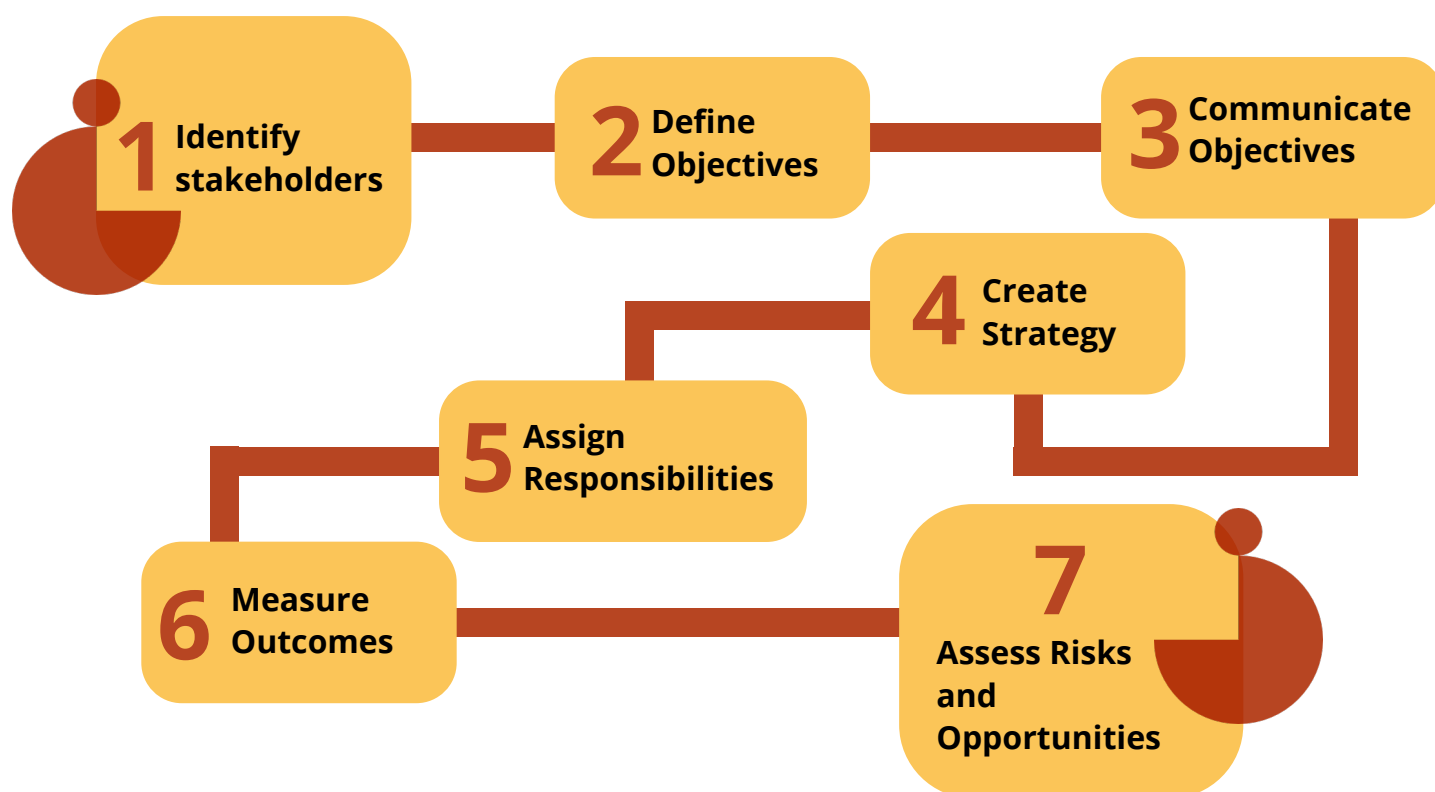 1 Identify
stakeholders
2 Define
Objectives
3 Communicate
Objectives
4 Create
Strategy
5 Assign
Responsibilities
6 Measure
Outcomes
7
Assess Risks
and
Opportunities